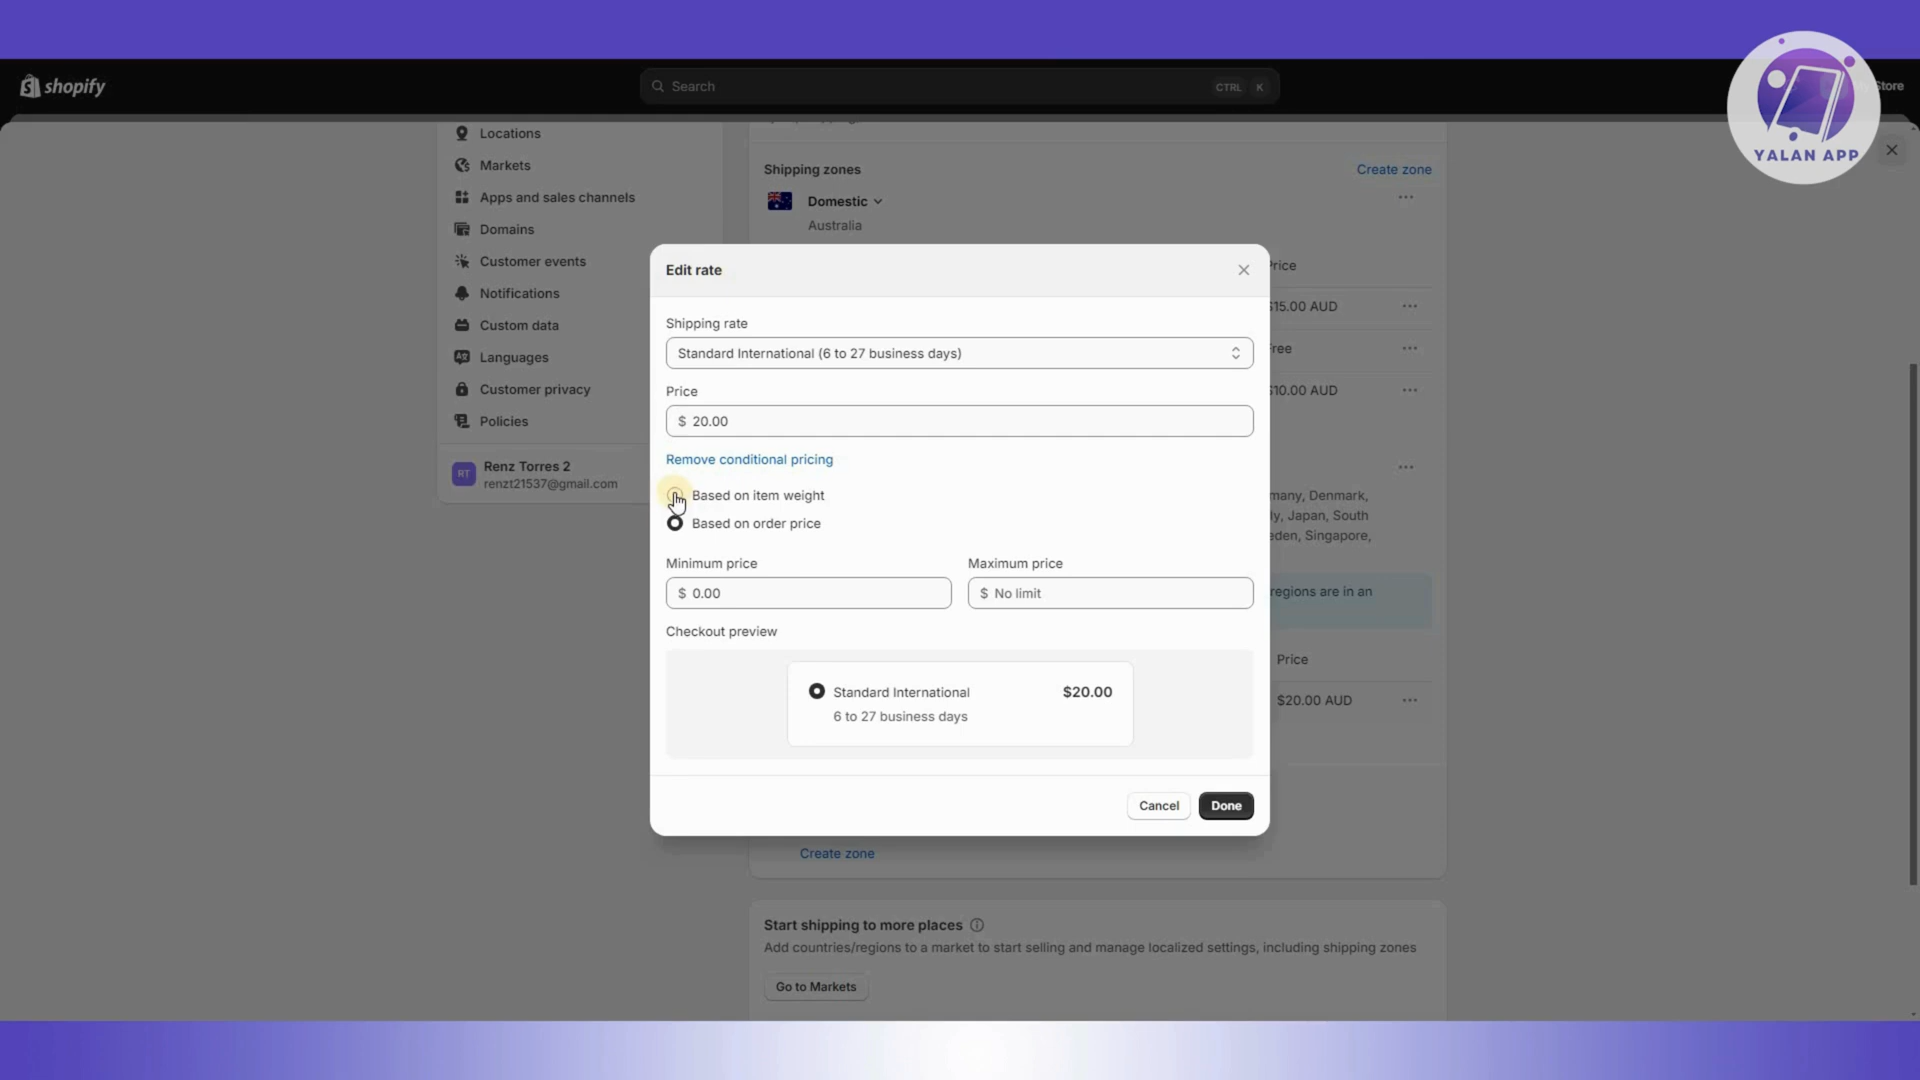 shopify
Search
CTRL K
Store
YALAN APP
Locations
Markets
Apps and sales channels
Domains
Customer events
Notifications
Custom data
Languages
Customer privacy
Policies
RT
Renz Torres 2
renzt21537@gmail.com
Shipping zones
Create zone
Domestic
Australia
Price
$15.00 AUD
Free
$10.00 AUD
many, Denmark,
ly, Japan, South
eden, Singapore,
regions are in an
Price
$20.00 AUD
Edit rate
Shipping rate
Standard International (6 to 27 business days)
Price
$ 20.00
Remove conditional pricing
Based on item weight
Based on order price
Minimum price
Maximum price
$ 0.00
$ No limit
Checkout preview
Standard International
$20.00
6 to 27 business days
Cancel
Done
Create zone
Start shipping to more places
Add countries/regions to a market to start selling and manage localized settings, including shipping zones
Go to Markets